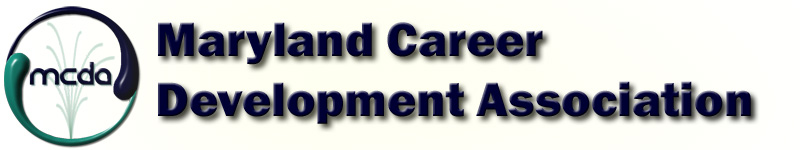 mcda
Maryland Career
Development Association